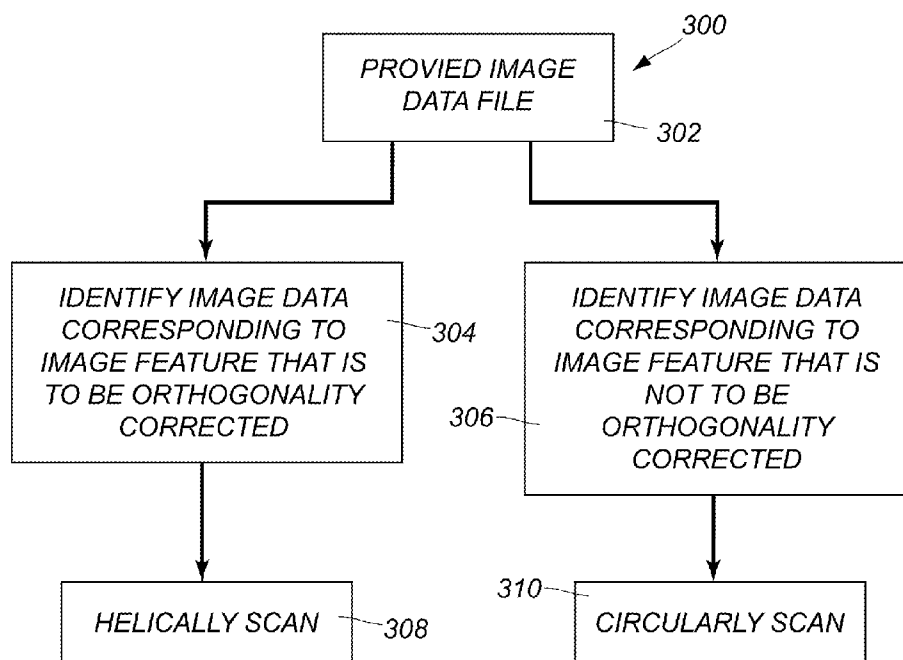 300
PROVIED IMAGE
DATA FILE
302
IDENTIFY IMAGE DATA
CORRESPONDING TO
IMAGE FEATURE THAT IS
TO BE ORTHOGONALITY
CORRECTED
304
IDENTIFY IMAGE DATA
CORRESPONDING TO
IMAGE FEATURE THAT IS
NOT TO BE
ORTHOGONALITY
CORRECTED
306
HELICALLY SCAN
308
310
CIRCULARLY SCAN